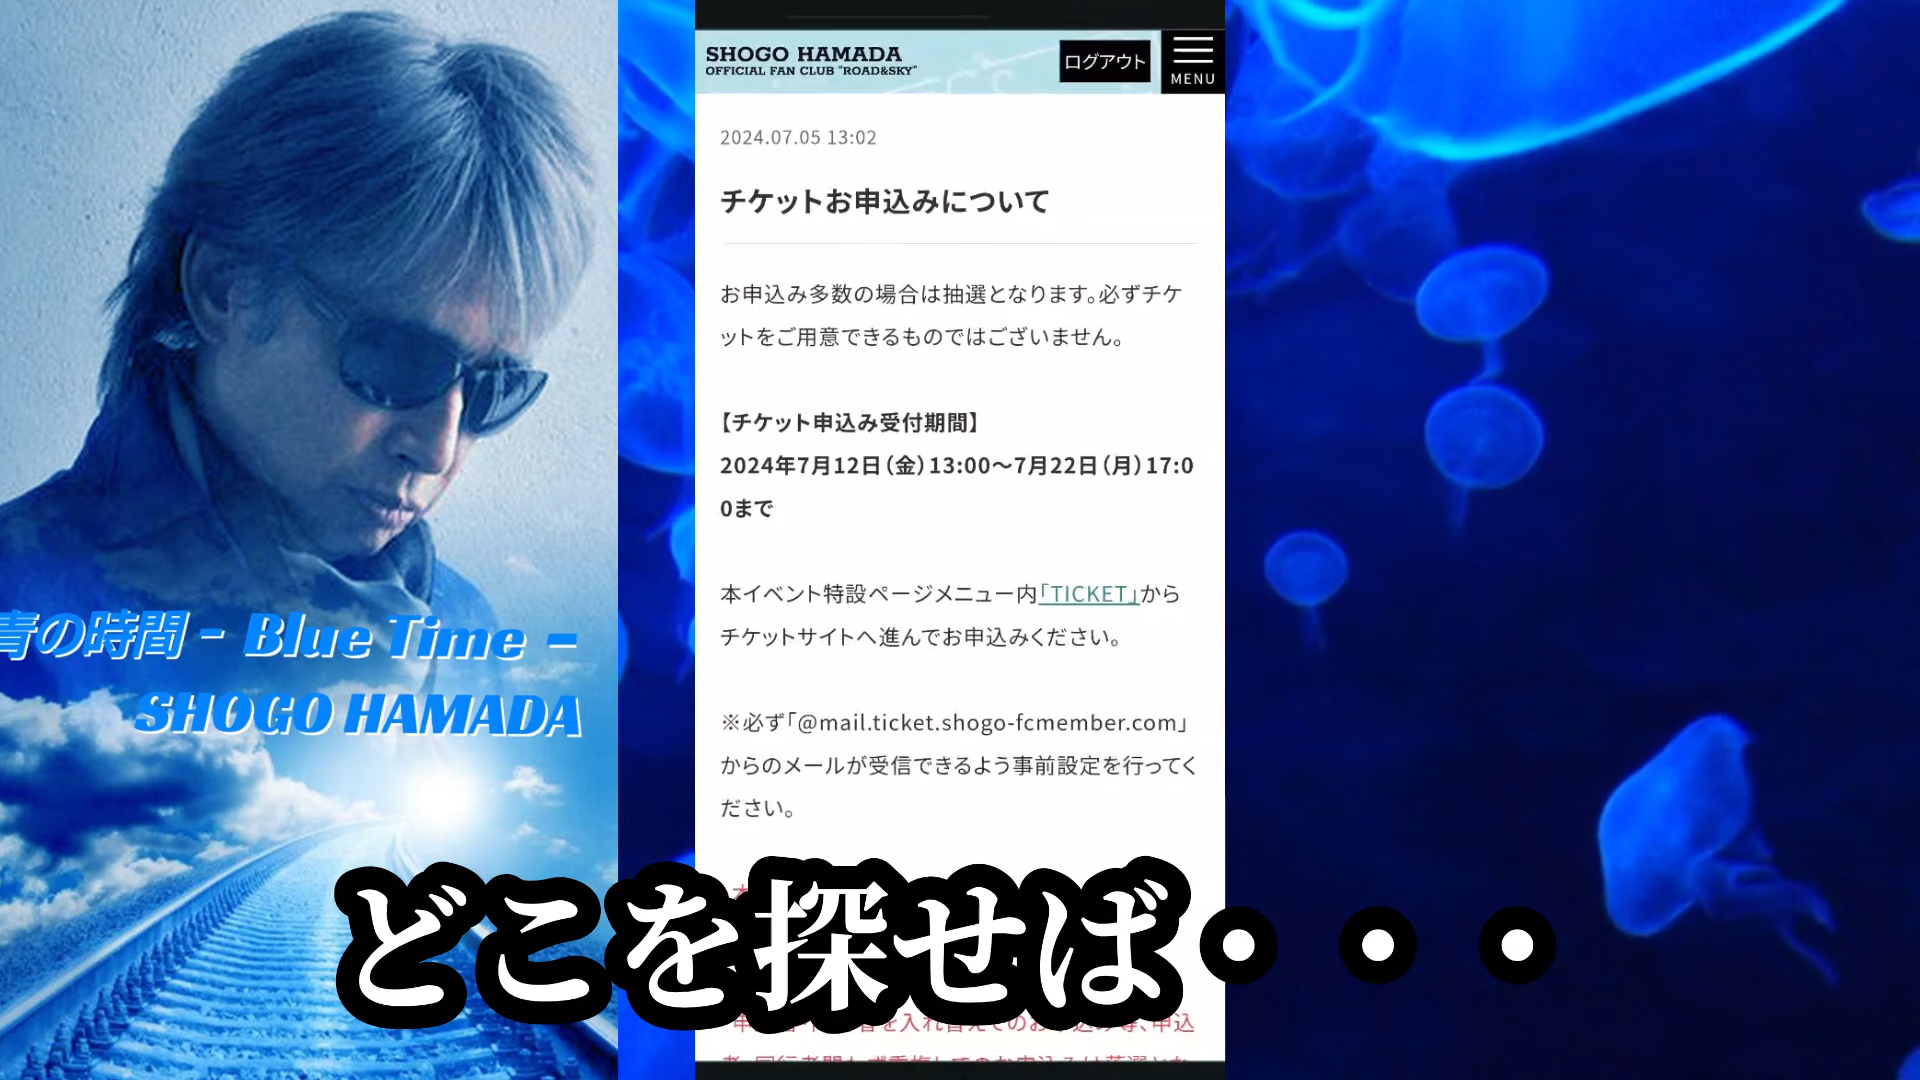 青の時間 - Blue Time -
SHOGO HAMADA
SHOGO HAMADA
OFFICIAL FAN CLUB "ROAD&SKY"
ログアウト
MENU
2024.07.05 13:02
チケットお申込みについて
お申込み多数の場合は抽選となります。必ずチケ
ットをご用意できるものではございません。
【チケット申込み受付期間】
2024年7月12日（金）13:00〜7月22日（月）17:0
0まで
本イベント特設ページメニュー内「TICKET」から
チケットサイトへ進んでお申込みください。
※必ず「@mail.ticket.shogo-fcmember.com」
からのメールが受信できるよう事前設定を行ってく
ださい。
どこを探せば・・・